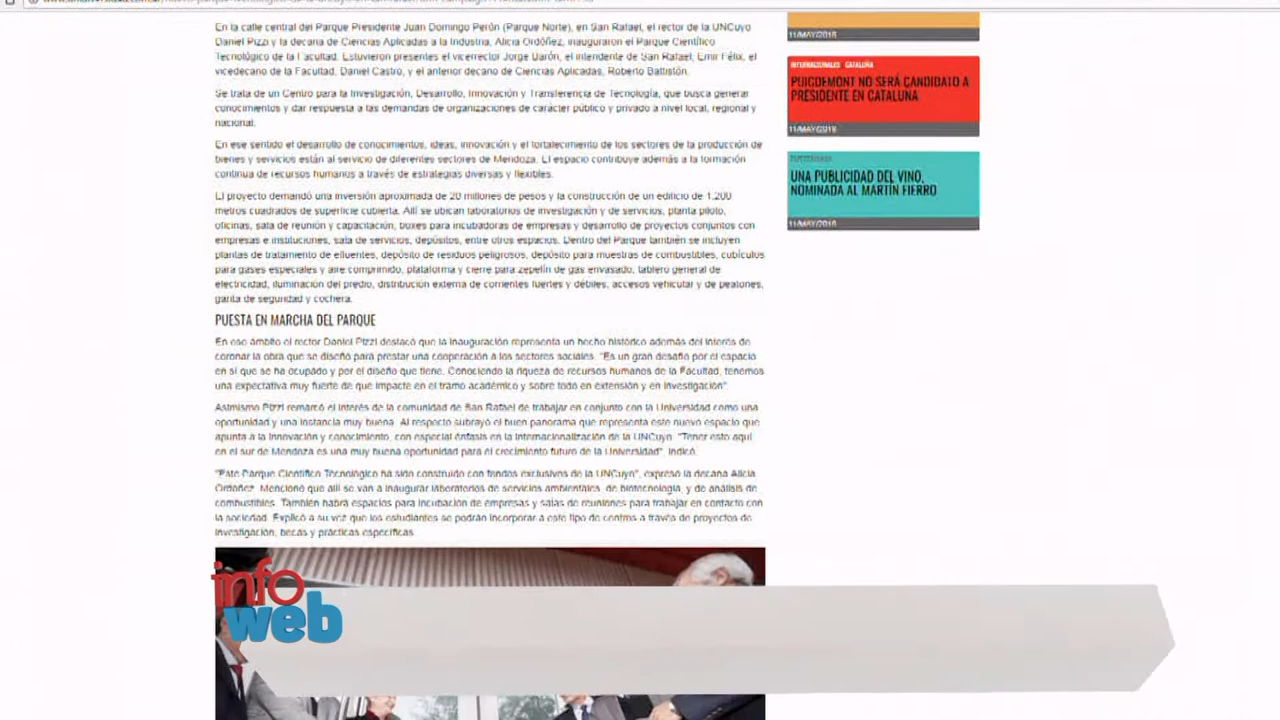 En la calle central del Parque Presidente Juan Domingo Perón (Parque Norte), en San Rafael, el rector de la UNCuyo
Daniel Pizzi y la decana de Ciencias Aplicadas a la Industria, Alicia Ordóñez, inauguraron el Parque Científico
Tecnológico de la Facultad. Estuvieron presentes el vicerrector Jorge Barón, el intendente de San Rafael, Emir Félix, el
vicedecano de la Facultad, Daniel Castro, y el anterior decano de Ciencias Aplicadas, Roberto Battistón.
Se trata de un Centro para la Investigación, Desarrollo, Innovación y Transferencia de Tecnología, que busca generar
conocimientos y dar respuesta a las demandas de organizaciones de carácter público y privado a nivel local, regional y
nacional.
En ese sentido el desarrollo de conocimientos, ideas, innovación y el fortalecimiento de los sectores de la producción de
bienes y servicios están al servicio de diferentes sectores de Mendoza. El espacio contribuye además a la formación
continua de recursos humanos a través de estrategias diversas y flexibles.
El proyecto demandó una inversión aproximada de 20 millones de pesos y la construcción de un edificio de 1.200
metros cuadrados de superficie cubierta. Allí se ubican laboratorios de investigación y de servicios, planta piloto,
oficinas, sala de reunión y capacitación, boxes para incubadoras de empresas y desarrollo de proyectos conjuntos con
empresas e instituciones, sala de servicios, depósitos, entre otros espacios. Dentro del Parque también se incluyen
plantas de tratamiento de efluentes, depósito de residuos peligrosos, depósito para muestras de combustibles, cubículos
para gases especiales y aire comprimido, plataforma y cierre para zepelín de gas envasado, tablero general de
electricidad, iluminación del predio, distribución externa de corrientes fuertes y débiles, accesos vehicular y de peatones,
garita de seguridad y cochera.
PUESTA EN MARCHA DEL PARQUE
En ese ámbito el rector Daniel Pizzi destacó que la inauguración representa un hecho histórico además del interés de
coronar la obra que se diseñó para prestar una cooperación a los sectores sociales. "Es un gran desafío por el espacio
en sí que se ha ocupado y por el diseño que tiene. Conociendo la riqueza de recursos humanos de la Facultad, tenemos
una expectativa muy fuerte de que impacte en el tramo académico y sobre todo en extensión y en investigación".
Asimismo Pizzi remarcó el interés de la comunidad de San Rafael de trabajar en conjunto con la Universidad como una
oportunidad y una instancia muy buena. Al respecto subrayó el buen panorama que representa este nuevo espacio que
apunta a la innovación y conocimiento, con especial énfasis en la internacionalización de la UNCuyo. "Tener esto aquí
en el sur de Mendoza es una muy buena oportunidad para el crecimiento futuro de la Universidad", indicó.
"Este Parque Científico Tecnológico ha sido construido con fondos exclusivos de la UNCuyo", expresó la decana Alicia
Ordóñez. Mencionó que allí se van a inaugurar laboratorios de servicios ambientales, de biotecnología, y de análisis de
combustibles. También habrá espacios para incubación de empresas y salas de reuniones para trabajar en contacto con
la sociedad. Explicó a su vez que los estudiantes se podrán incorporar a este tipo de centros a través de proyectos de
investigación, becas y prácticas específicas.
11/MAY/2018
INTERNACIONALES CATALUÑA
PUIGDEMONT NO SERÁ CANDIDATO A
PRESIDENTE EN CATALUÑA
11/MAY/2018
UNA PUBLICIDAD DEL VINO,
NOMINADA AL MARTÍN FIERRO
11/MAY/2018
info
web